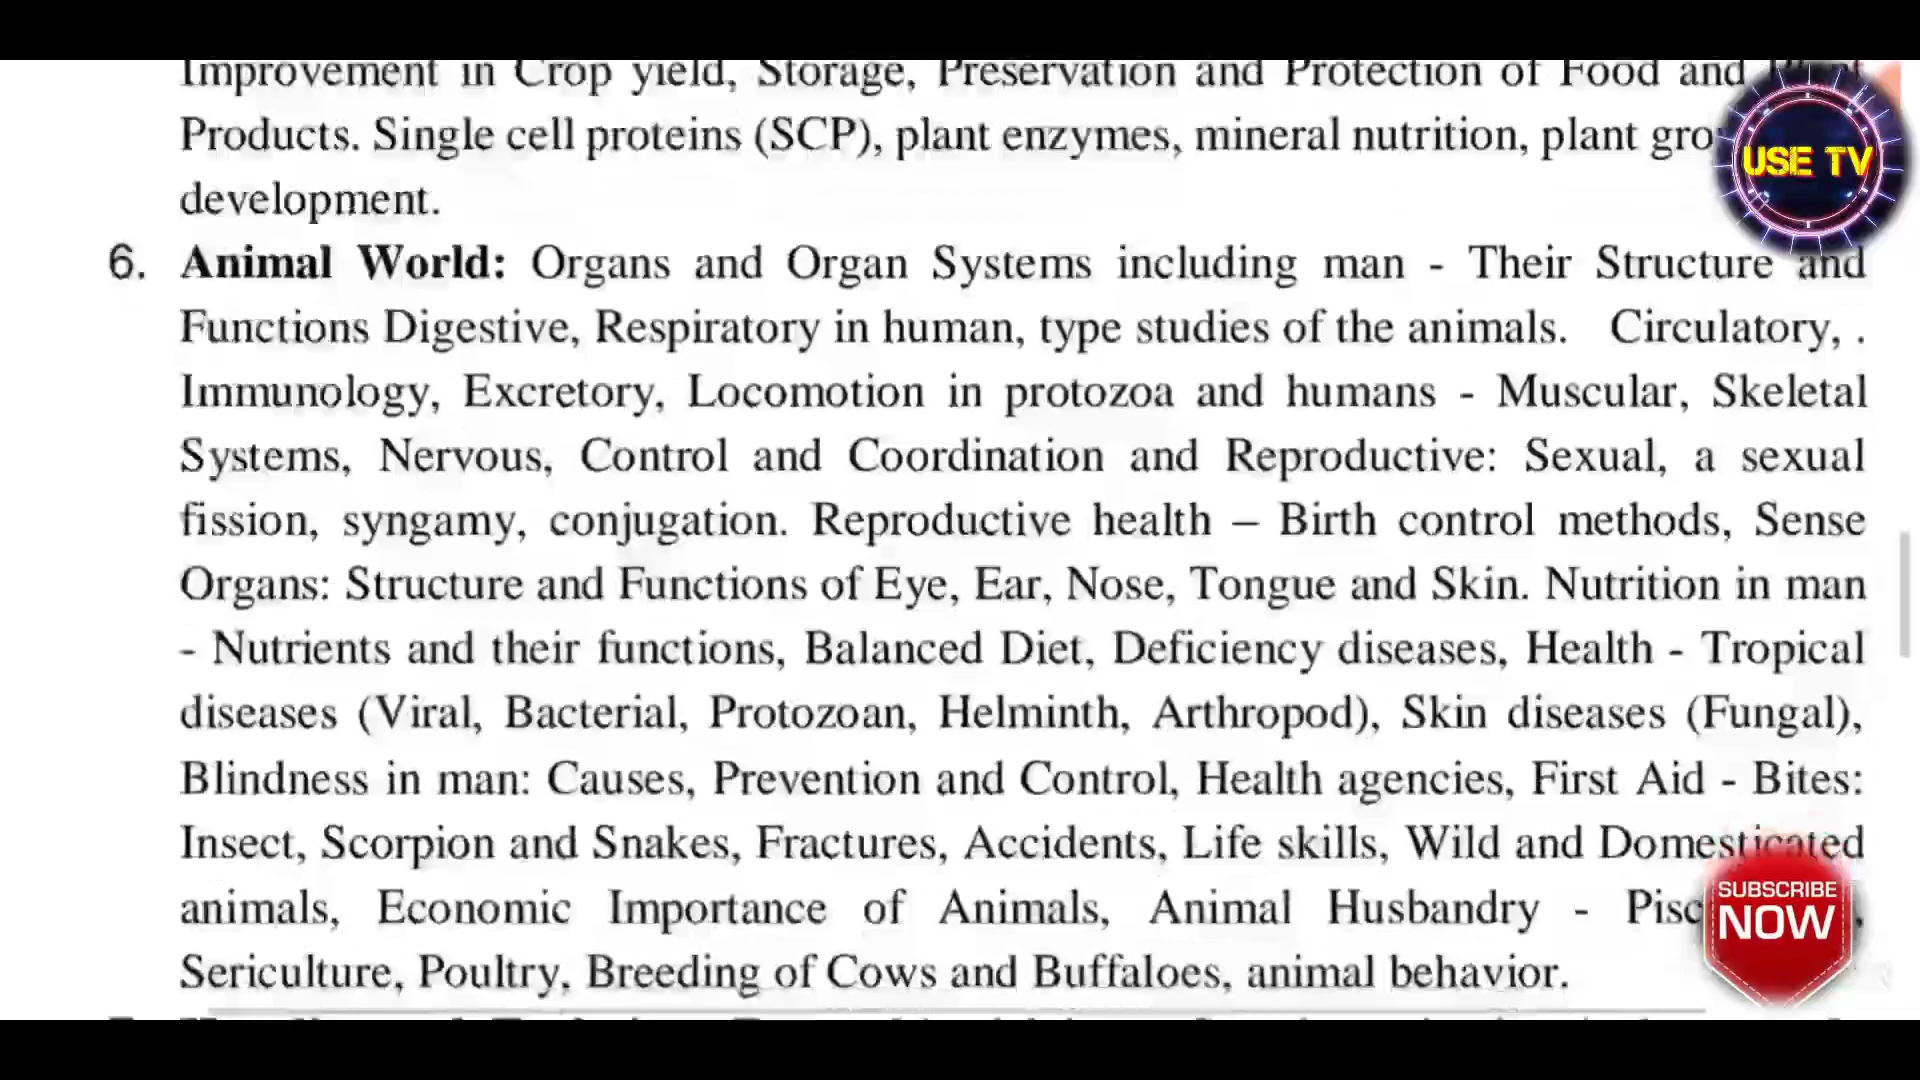 Improvement in Crop yield, Storage, Preservation and Protection of Food and Plant
Products. Single cell proteins (SCP), plant enzymes, mineral nutrition, plant
USE TV
development.
6. Animal World: Organs and Organ Systems including man - Their Structure and
Functions Digestive, Respiratory in human, type studies of the animals. Circulatory, .
Immunology, Excretory, Locomotion in protozoa and humans - Muscular, Skeletal
Systems, Nervous, Control and Coordination and Reproductive: Sexual, a sexual
fission, syngamy, conjugation. Reproductive health – Birth control methods, Sense
Organs: Structure and Functions of Eye, Ear, Nose, Tongue and Skin. Nutrition in man
- Nutrients and their functions, Balanced Diet, Deficiency diseases, Health - Tropical
diseases (Viral, Bacterial, Protozoan, Helminth, Arthropod), Skin diseases (Fungal),
Blindness in man: Causes, Prevention and Control, Health agencies, First Aid - Bites:
Insect, Scorpion and Snakes, Fractures, Accidents, Life skills, Wild and Domesticated
animals, Economic Importance of Animals, Animal Husbandry -
SUBSCRIBE
NOW
Sericulture, Poultry, Breeding of Cows and Buffaloes, animal behavior.